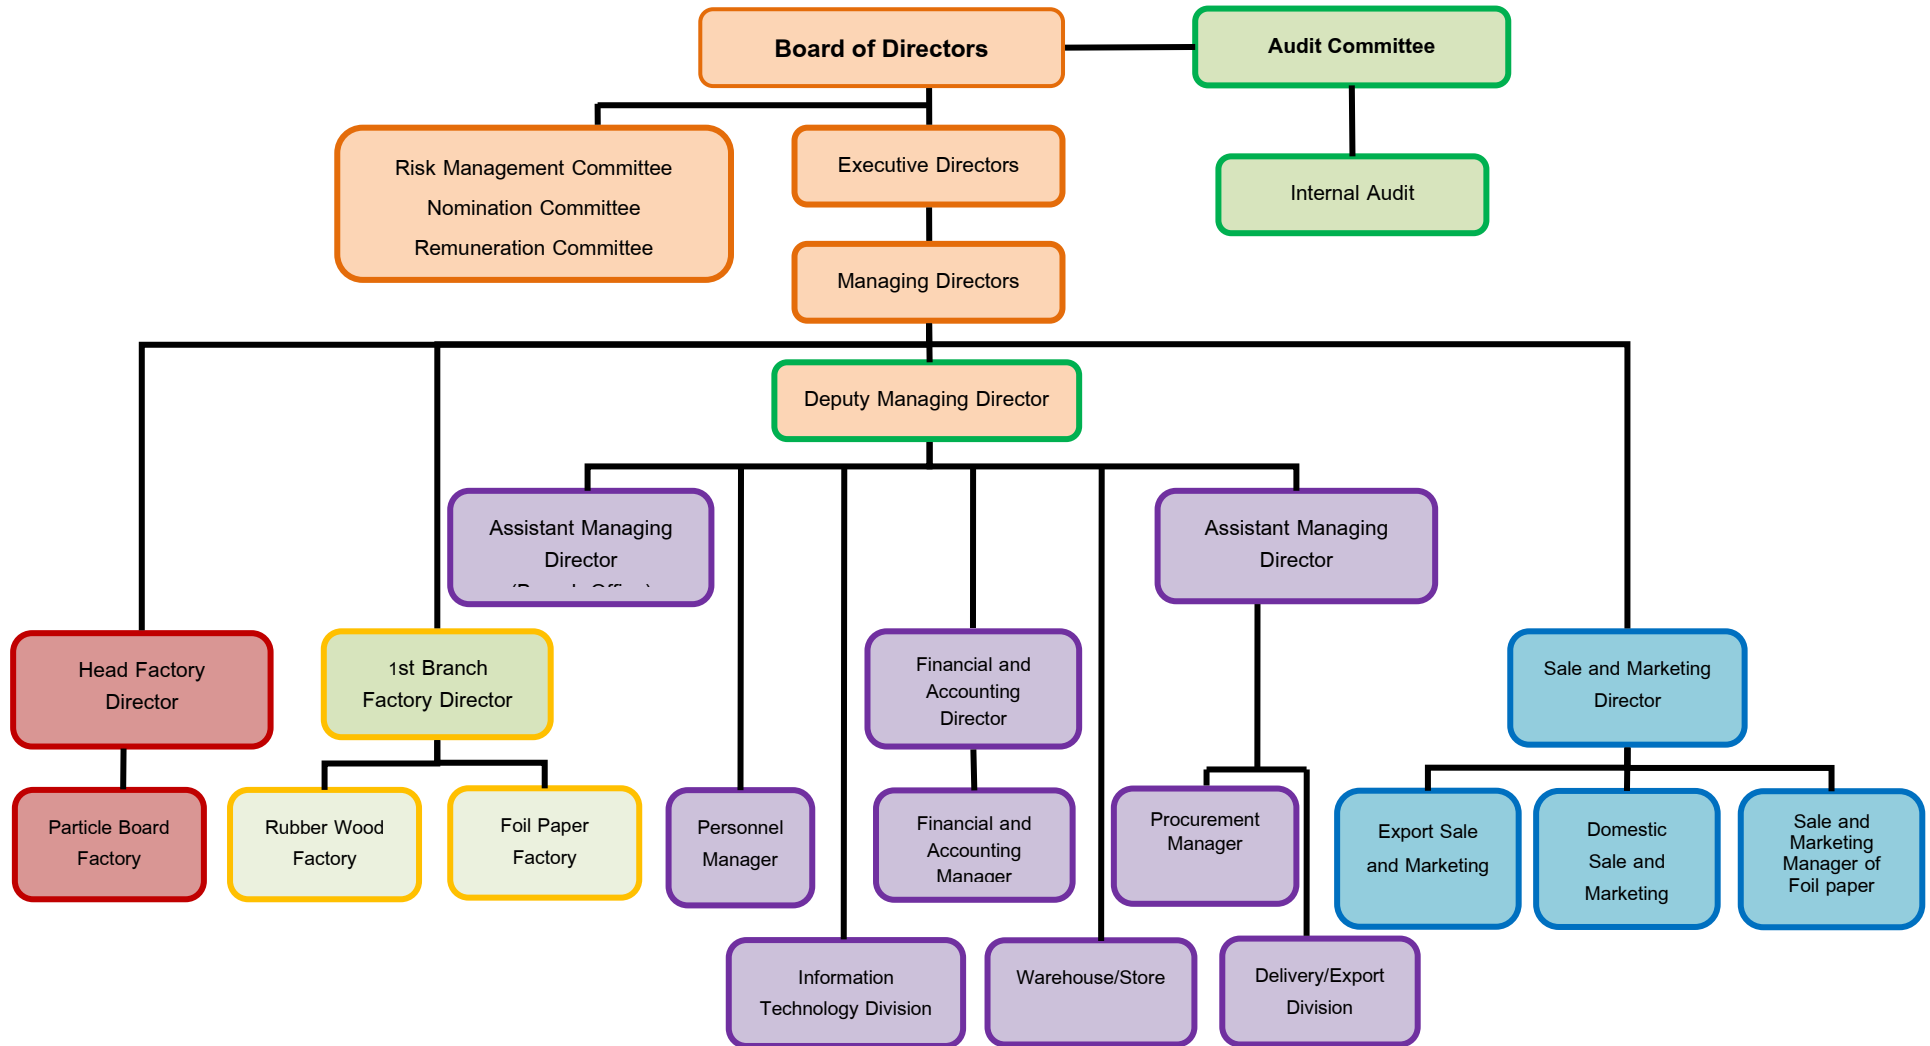 Board of Directors
Audit Committee
Risk Management Committee
Nomination Committee
Remuneration Committee
Executive Directors
Internal Audit
Managing Directors
Deputy Managing Director
Assistant Managing
Director
Assistant Managing
Director
Head Factory
Director
1st Branch
Factory Director
Financial and
Accounting
Director
Sale and Marketing
Director
Particle Board
Factory
Rubber Wood
Factory
Foil Paper
Factory
Personnel
Manager
Financial and
Accounting
Manager
Procurement
Manager
Export Sale
and Marketing
Domestic
Sale and
Marketing
Sale and
Marketing
Manager of
Foil paper
Information
Technology Division
Warehouse/Store
Delivery/Export
Division